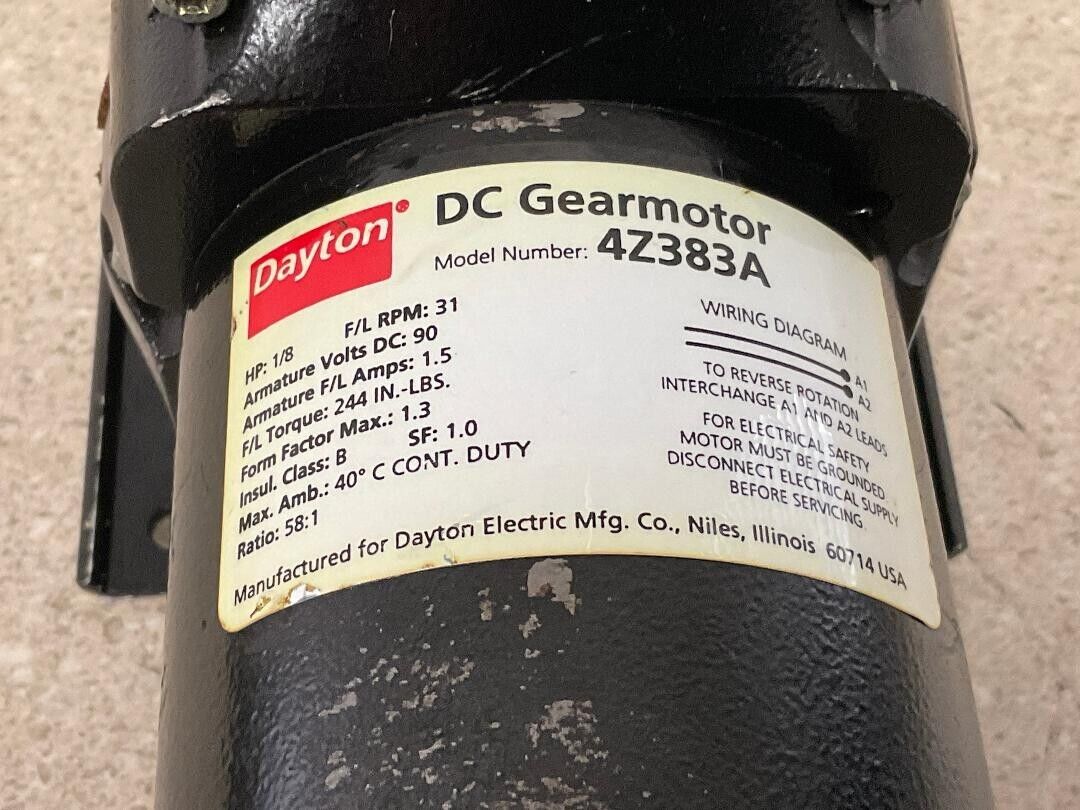 Dayton®
DC Gearmotor
Model Number: 4Z383A
HP: 1/8 F/L RPM: 31
Armature Volts DC: 90
Armature F/L Amps: 1.5
F/L Torque: 244 IN.-LBS.
Form Factor Max.: 1.3
Insul. Class: B SF: 1.0
Max. Amb.: 40° C CONT. DUTY
Ratio: 58:1
WIRING DIAGRAM
A1
A2
TO REVERSE ROTATION
INTERCHANGE A1 AND A2 LEADS
FOR ELECTRICAL SAFETY
MOTOR MUST BE GROUNDED
DISCONNECT ELECTRICAL SUPPLY
BEFORE SERVICING
Manufactured for Dayton Electric Mfg. Co., Niles, Illinois 60714 USA